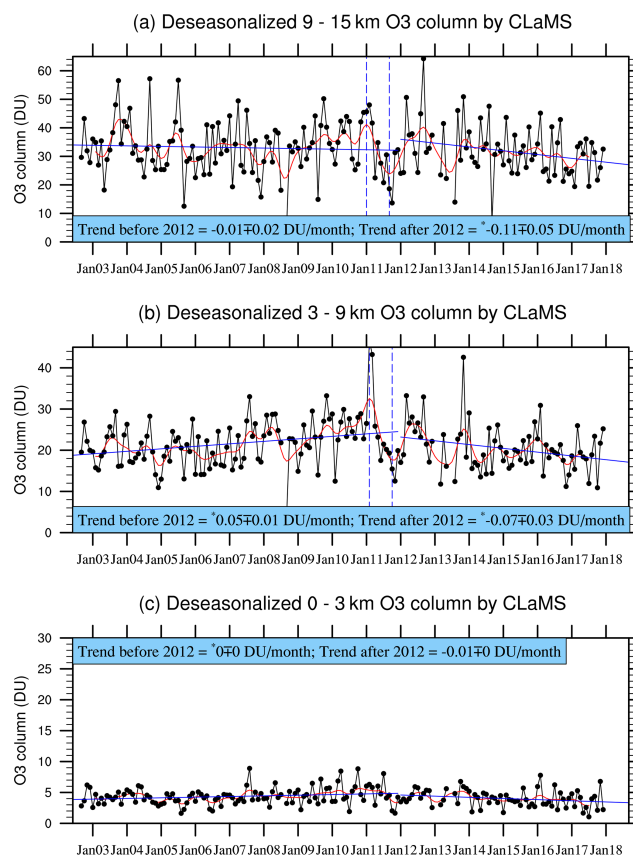 (a) Deseasonalized 9 - 15 km O3 column by CLaMS
O3 column (DU)
60
50
40
30
20
10
0
Trend before 2012 = -0.01∓0.02 DU/month; Trend after 2012 = *-0.11∓0.05 DU/month
Jan03 Jan04 Jan05 Jan06 Jan07 Jan08 Jan09 Jan10 Jan11 Jan12 Jan13 Jan14 Jan15 Jan16 Jan17 Jan18
(b) Deseasonalized 3 - 9 km O3 column by CLaMS
O3 column (DU)
40
30
20
10
0
Trend before 2012 = *0.05∓0.01 DU/month; Trend after 2012 = *-0.07∓0.03 DU/month
Jan03 Jan04 Jan05 Jan06 Jan07 Jan08 Jan09 Jan10 Jan11 Jan12 Jan13 Jan14 Jan15 Jan16 Jan17 Jan18
(c) Deseasonalized 0 - 3 km O3 column by CLaMS
O3 column (DU)
30
25
20
15
10
5
0
Trend before 2012 = *0∓0 DU/month; Trend after 2012 = -0.01∓0 DU/month
Jan03 Jan04 Jan05 Jan06 Jan07 Jan08 Jan09 Jan10 Jan11 Jan12 Jan13 Jan14 Jan15 Jan16 Jan17 Jan18